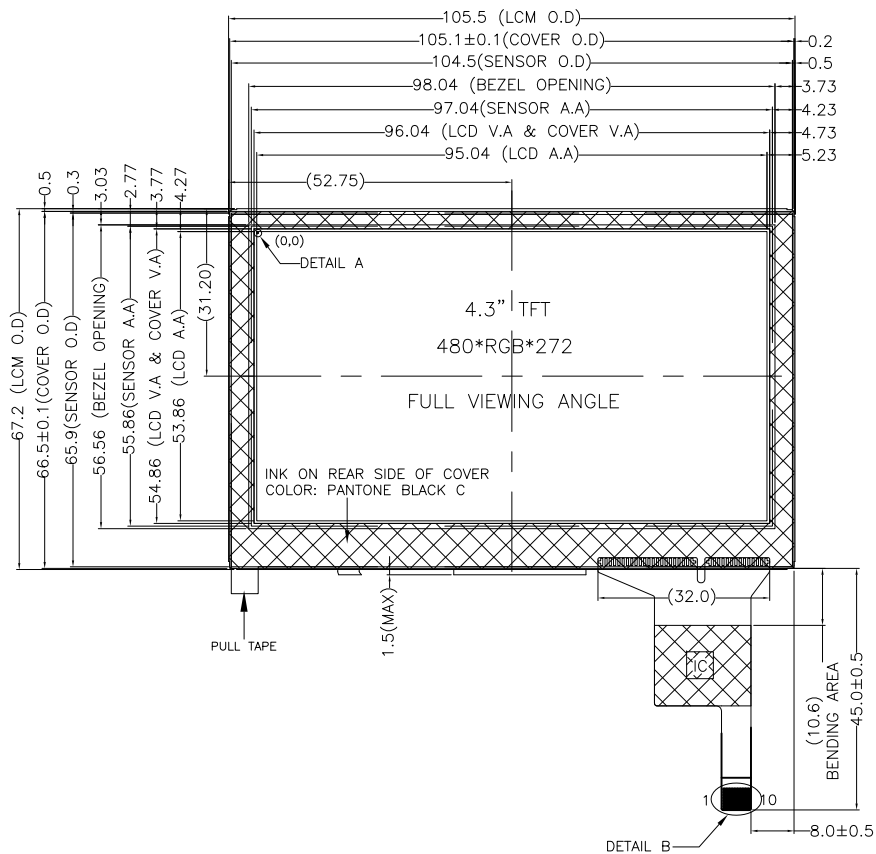 105.5 (LCM O.D)
105.1±0.1(COVER O.D)
0.2
104.5(SENSOR O.D)
0.5
98.04 (BEZEL OPENING)
3.73
97.04(SENSOR A.A)
4.23
96.04 (LCD V.A & COVER V.A)
4.73
95.04 (LCD A.A)
5.23
(52.75)
0.5
0.3
3.03
2.77
3.77
4.27
67.2 (LCM O.D)
66.5±0.1(COVER O.D)
65.9(SENSOR O.D)
56.56 (BEZEL OPENING)
55.86(SENSOR A.A)
54.86 (LCD V.A & COVER V.A)
53.86 (LCD A.A)
(31.20)
(0,0)
DETAIL A
4.3" TFT
480*RGB*272
FULL VIEWING ANGLE
INK ON REAR SIDE OF COVER
COLOR: PANTONE BLACK C
1.5(MAX)
(32.0)
PULL TAPE
IC
(10.6)
BENDING AREA
45.0±0.5
1
10
8.0±0.5
DETAIL B